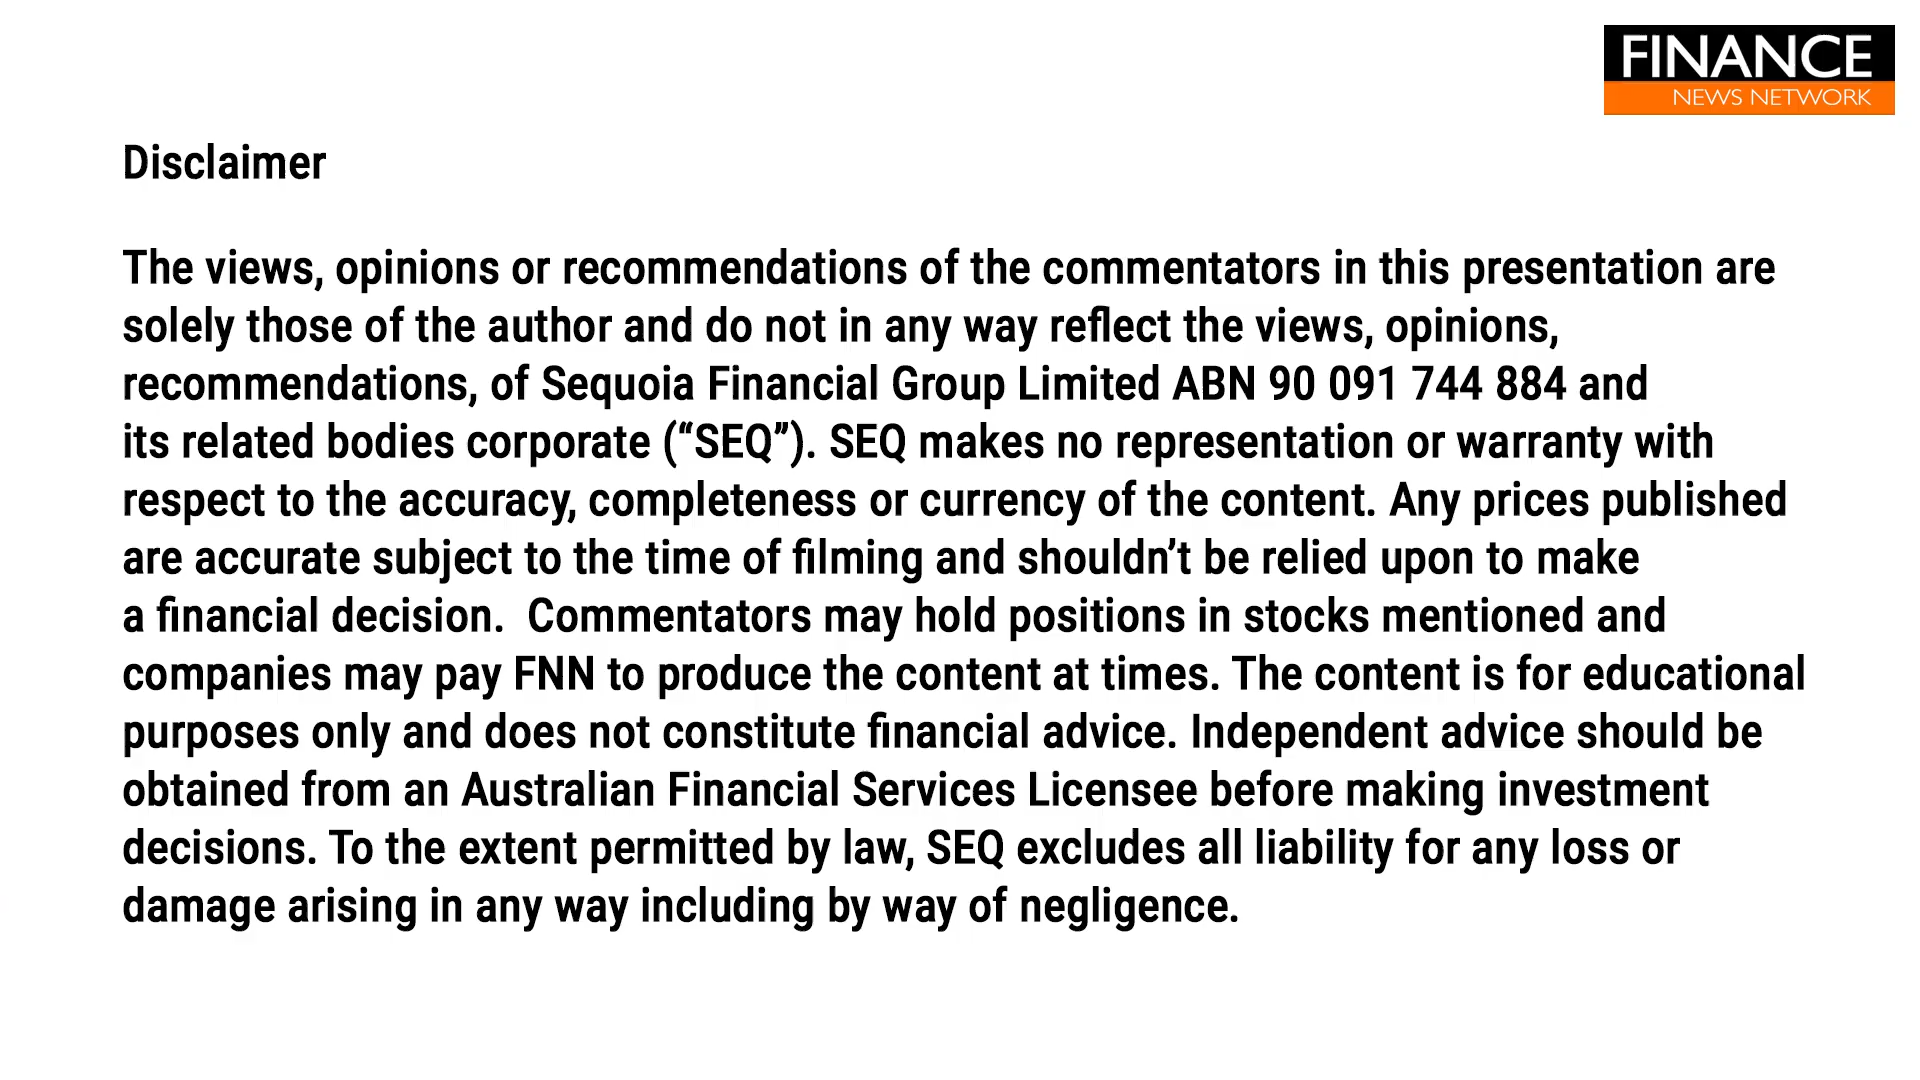 FINANCE
NEWS NETWORK
Disclaimer
The views, opinions or recommendations of the commentators in this presentation are
solely those of the author and do not in any way reflect the views, opinions,
recommendations, of Sequoia Financial Group Limited ABN 90 091 744 884 and
its related bodies corporate (“SEQ”). SEQ makes no representation or warranty with
respect to the accuracy, completeness or currency of the content. Any prices published
are accurate subject to the time of filming and shouldn’t be relied upon to make
a financial decision.  Commentators may hold positions in stocks mentioned and
companies may pay FNN to produce the content at times. The content is for educational
purposes only and does not constitute financial advice. Independent advice should be
obtained from an Australian Financial Services Licensee before making investment
decisions. To the extent permitted by law, SEQ excludes all liability for any loss or
damage arising in any way including by way of negligence.